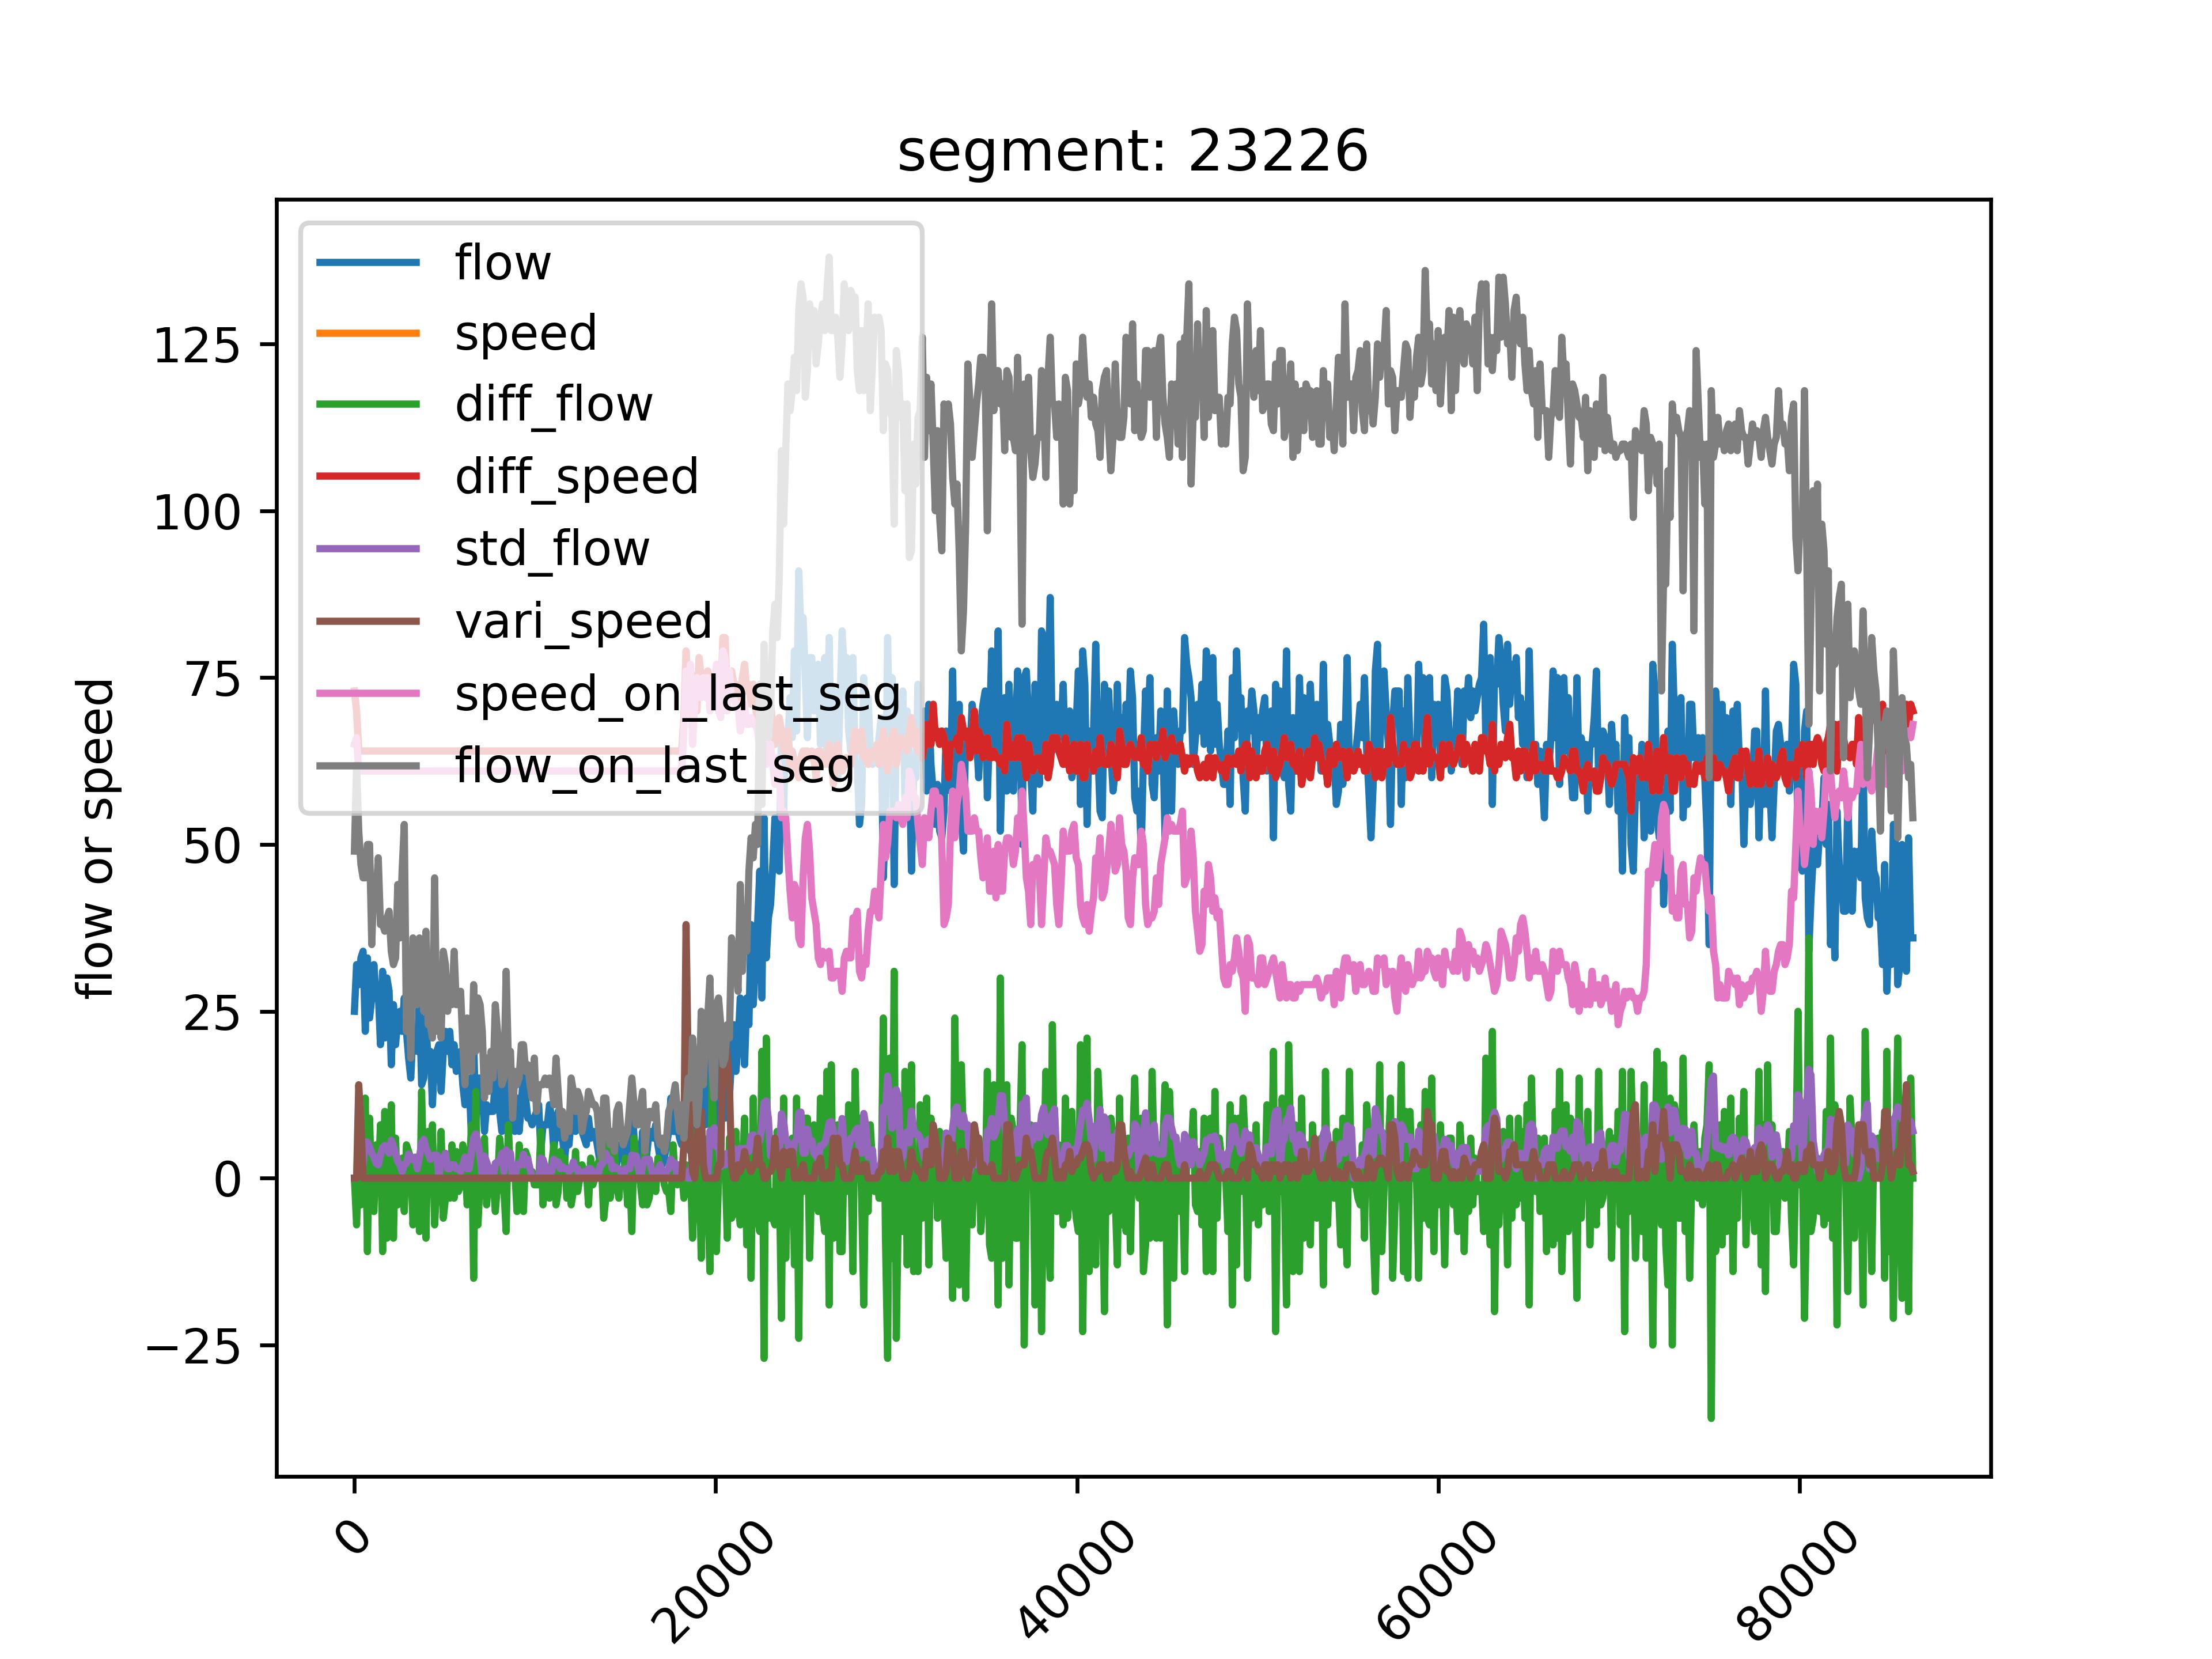 segment: 23226
flow
speed
diff_flow
diff_speed
std_flow
vari_speed
speed_on_last_seg
flow_on_last_seg
flow or speed
125
100
75
50
25
0
−25
0
20000
40000
60000
80000